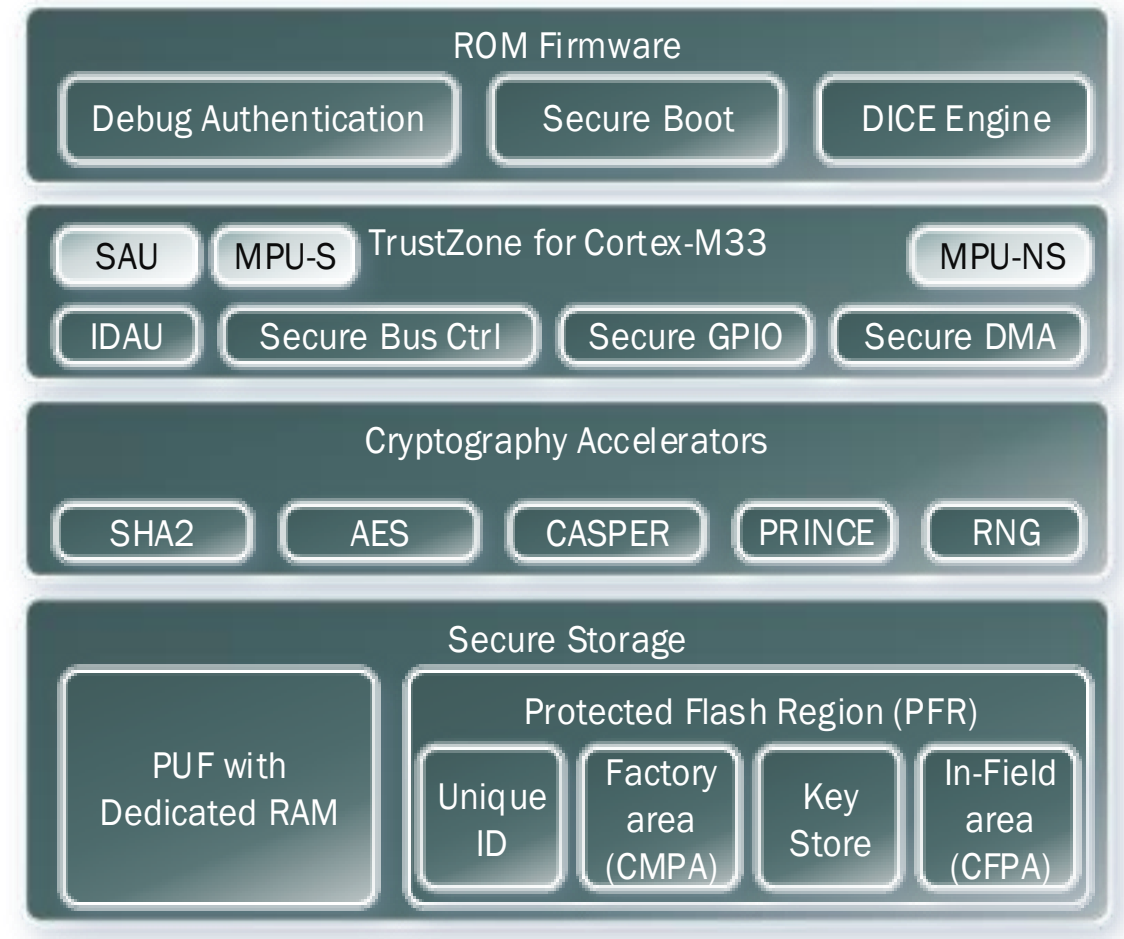 ROM Firmware
Debug Authentication
Secure Boot
DICE Engine
SAU
MPU-S
TrustZone for Cortex-M33
MPU-NS
IDAU
Secure Bus Ctrl
Secure GPIO
Secure DMA
Cryptography Accelerators
SHA2
AES
CASPER
PRINCE
RNG
Secure Storage
PUF with
Dedicated RAM
Protected Flash Region (PFR)
Unique
ID
Factory
area
(CMPA)
Key
Store
In-Field
area
(CFPA)